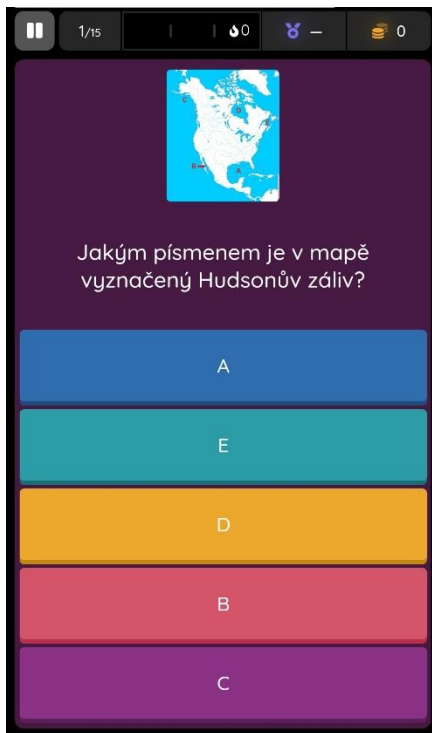 1/15
0
–
0
C
D
E
B
A
Jakým písmenem je v mapě
vyznačený Hudsonův záliv?
A
E
D
B
C